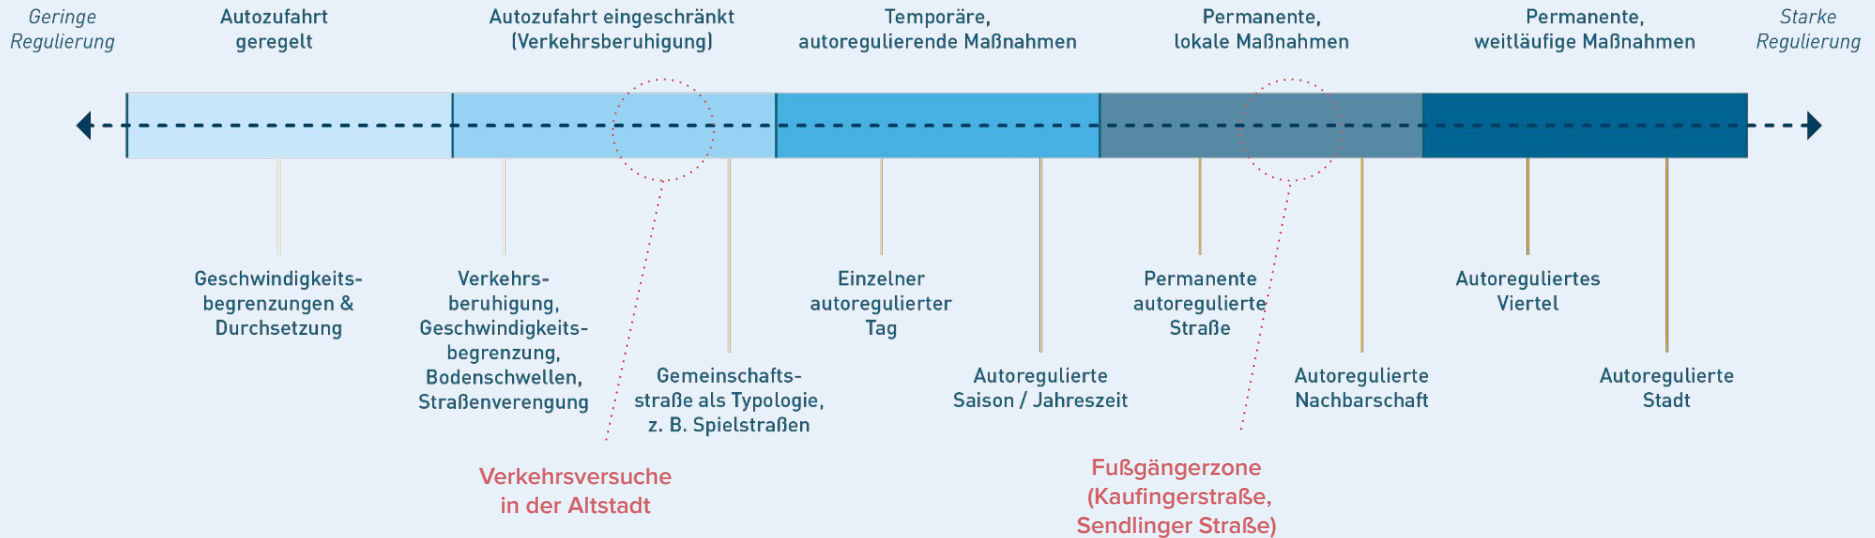 Geringe
Regulierung
Autozufahrt
geregelt
Autozufahrt eingeschränkt
(Verkehrsberuhigung)
Temporäre,
autoregulierende Maßnahmen
Permanente,
lokale Maßnahmen
Permanente,
weitläufige Maßnahmen
Starke
Regulierung
Geschwindigkeits-
begrenzungen &
Durchsetzung
Verkehrs-
beruhigung,
Geschwindigkeits-
begrenzung,
Bodenschwellen,
Straßenverengung
Gemeinschafts-
straße als Typologie,
z. B. Spielstraßen
Einzelner
autoregulierter
Tag
Autoregulierte
Saison / Jahreszeit
Permanente
autoregulierte
Straße
Autoregulierte
Nachbarschaft
Autoreguliertes
Viertel
Autoregulierte
Stadt
Verkehrsversuche
in der Altstadt
Fußgängerzone
(Kaufingerstraße,
Sendlinger Straße)